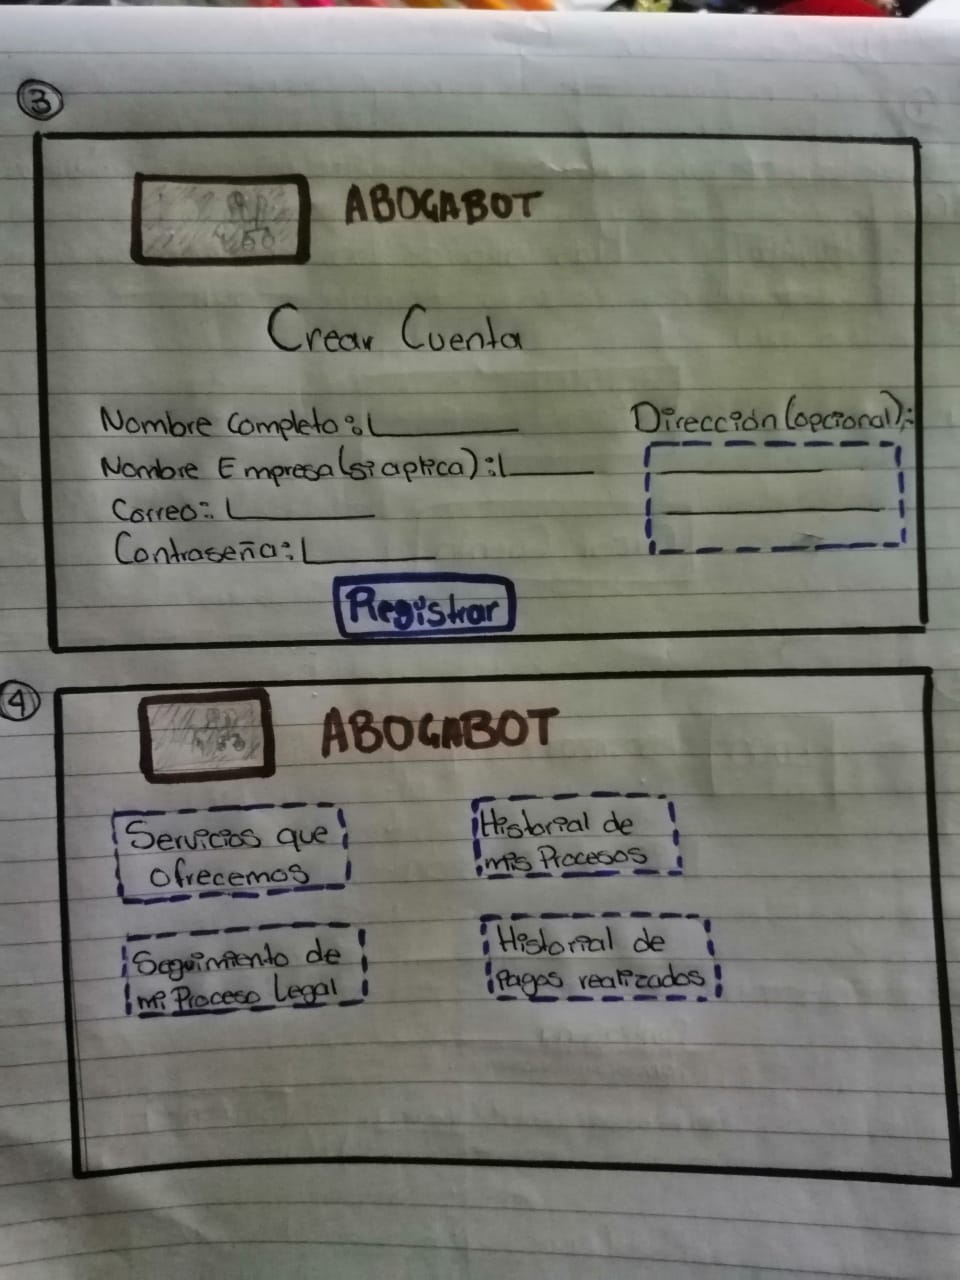 3
ABOGABOT
Crear Cuenta
Nombre Completo:
Nombre Empresa (si aplica):
Correo:
Contraseña:
Dirección (opcional):
Registrar
4
ABOGABOT
Servicios que
ofrecemos
Historial de
mis Procesos
Seguimiento de
mi Proceso Legal
Historial de
Pagos realizados